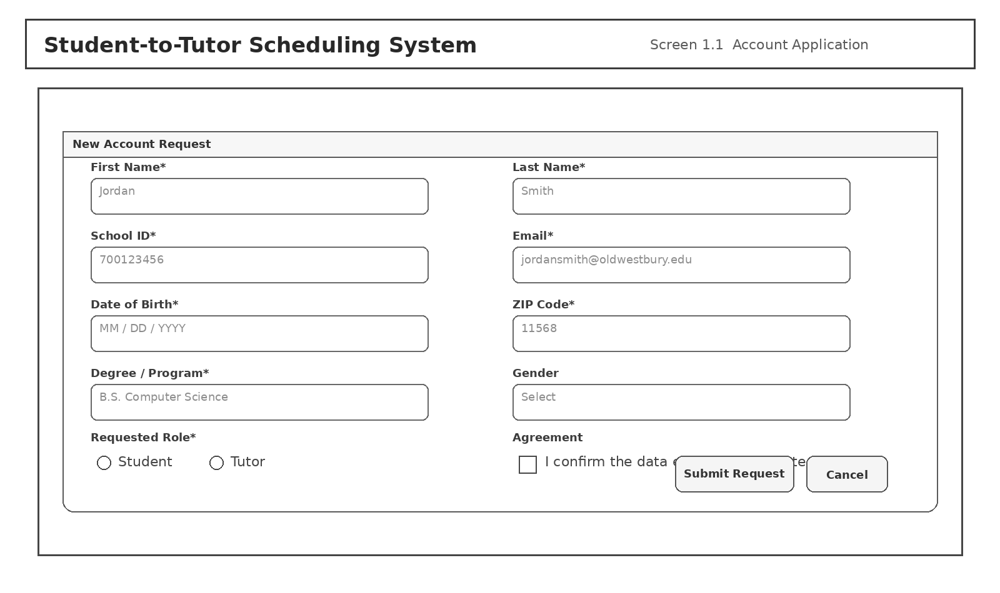 Student-to-Tutor Scheduling System
Screen 1.1 Account Application
New Account Request
First Name*
Last Name*
Jordan
Smith
School ID*
Email*
700123456
jordansmith@oldwestbury.edu
Date of Birth*
ZIP Code*
MM / DD / YYYY
11568
Degree / Program*
Gender
B.S. Computer Science
Select
Requested Role*
Agreement
Student
Tutor
I confirm the data
Submit Request
Cancel